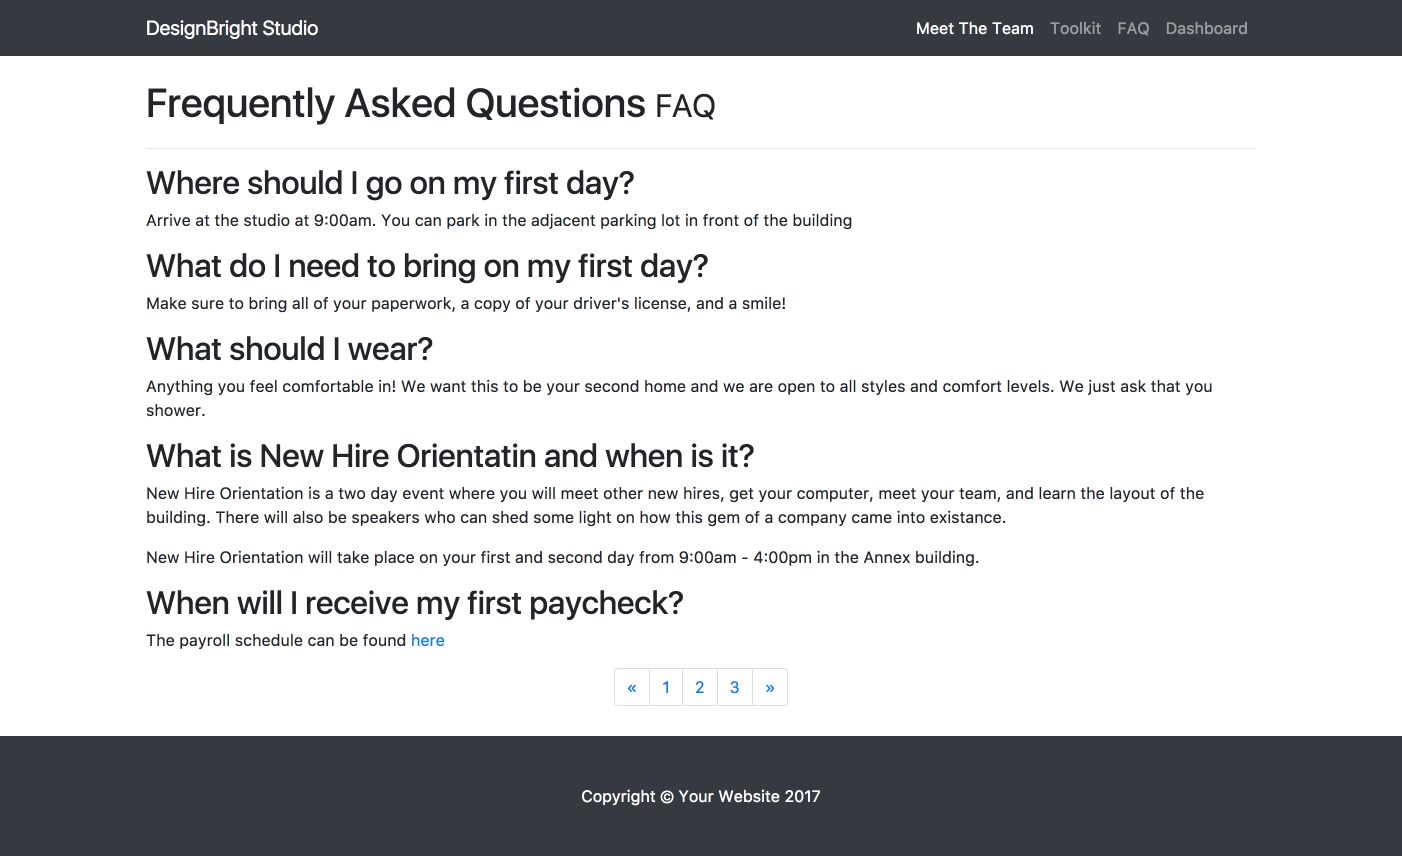 DesignBright Studio
Meet The Team Toolkit FAQ Dashboard
Frequently Asked Questions FAQ
Where should I go on my first day?
Arrive at the studio at 9:00am. You can park in the adjacent parking lot in front of the building
What do I need to bring on my first day?
Make sure to bring all of your paperwork, a copy of your driver's license, and a smile!
What should I wear?
Anything you feel comfortable in! We want this to be your second home and we are open to all styles and comfort levels. We just ask that you
shower.
What is New Hire Orientatin and when is it?
New Hire Orientation is a two day event where you will meet other new hires, get your computer, meet your team, and learn the layout of the
building. There will also be speakers who can shed some light on how this gem of a company came into existance.
New Hire Orientation will take place on your first and second day from 9:00am - 4:00pm in the Annex building.
When will I receive my first paycheck?
The payroll schedule can be found here
« 1 2 3 »
Copyright © Your Website 2017